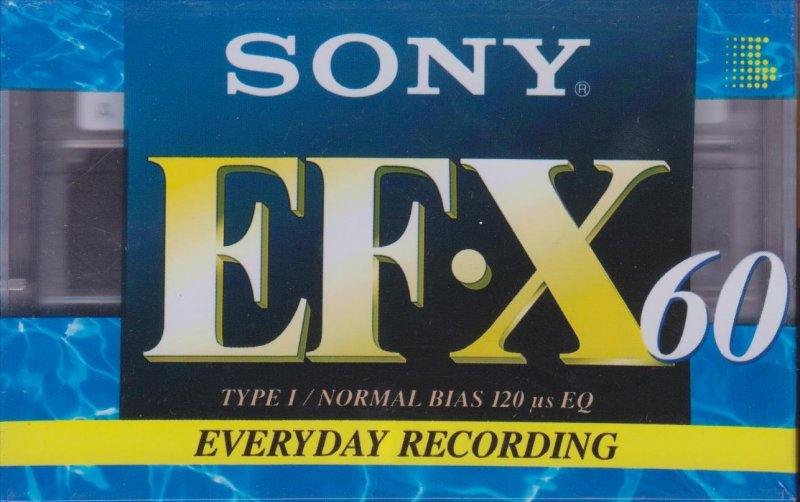 SONY®
EF·X 60
TYPE I / NORMAL BIAS 120 µs EQ
EVERYDAY RECORDING